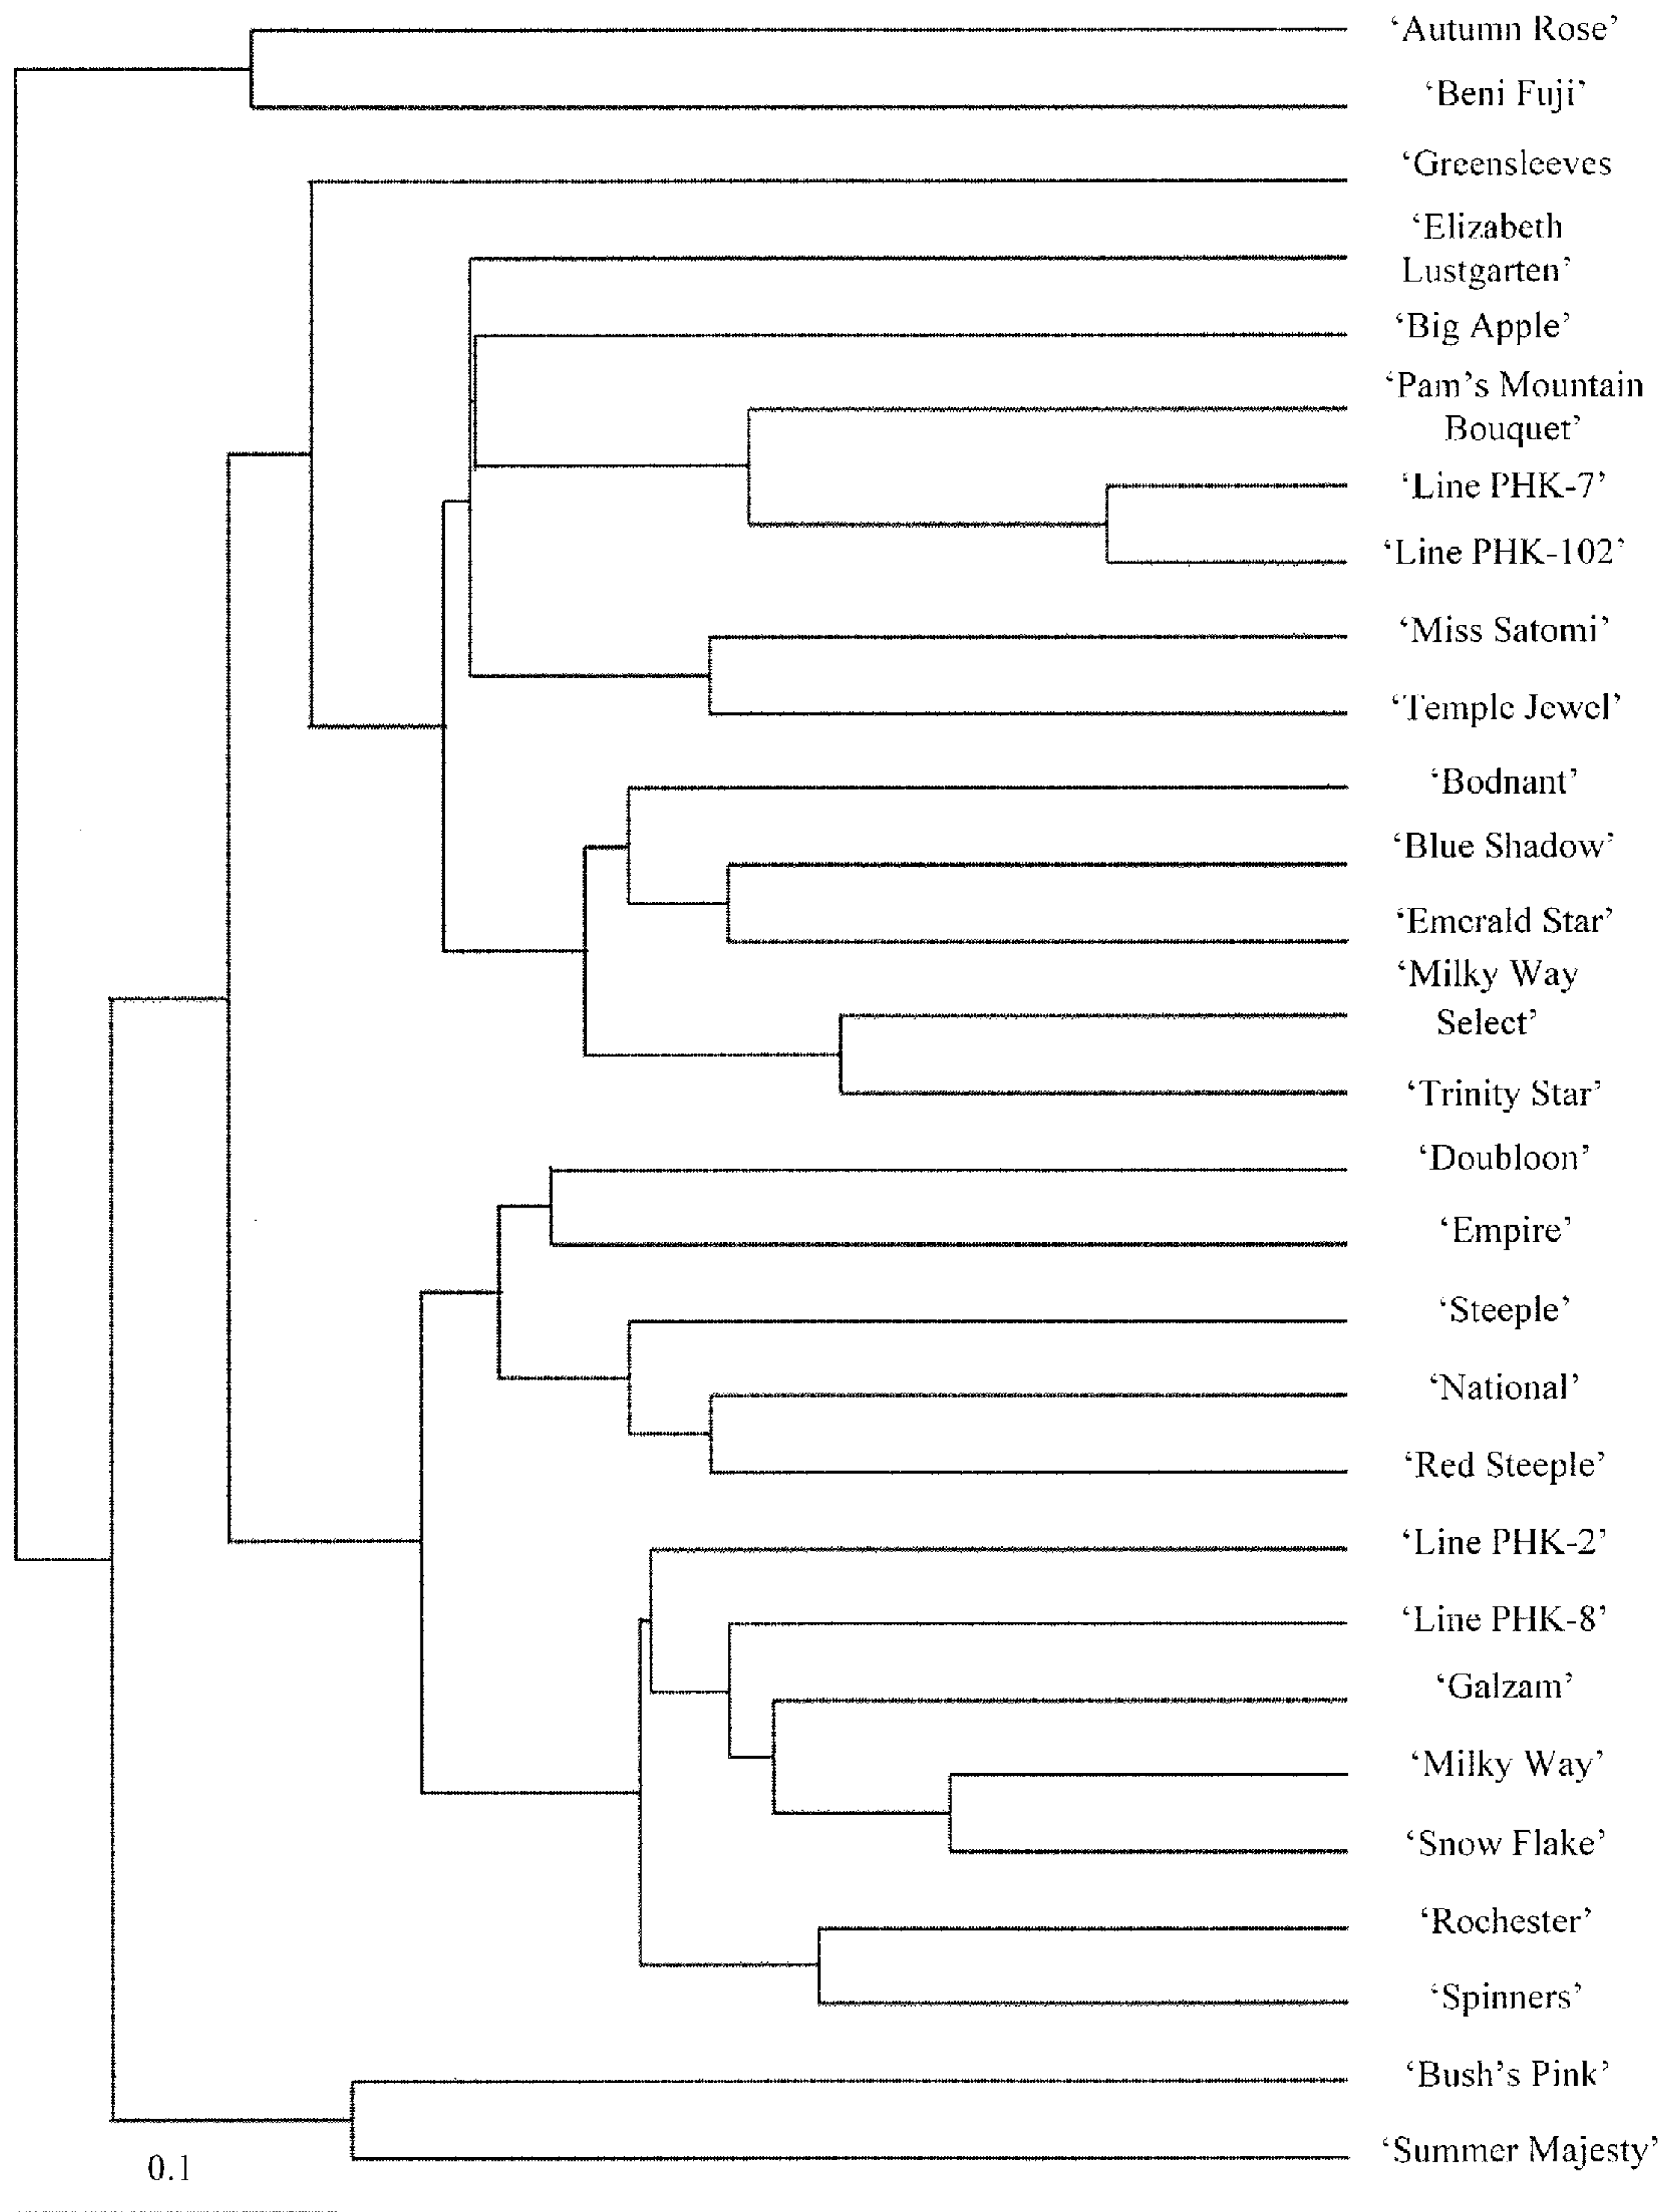 ‘Autumn Rose’
‘Beni Fuji’
‘Greensleeves
‘Elizabeth
Lustgarten’
‘Big Apple’
‘Pam’s Mountain
Bouquet’
‘Line PHK-7’
‘Line PHK-102’
‘Miss Satomi’
‘Temple Jewel’
‘Bodnant’
‘Blue Shadow’
‘Emerald Star’
‘Milky Way
Select’
‘Trinity Star’
‘Doubloon’
‘Empire’
‘Steeple’
‘National’
‘Red Steeple’
‘Line PHK-2’
‘Line PHK-8’
‘Galzam’
‘Milky Way’
‘Snow Flake’
‘Rochester’
‘Spinners’
‘Bush’s Pink’
‘Summer Majesty’
0.1